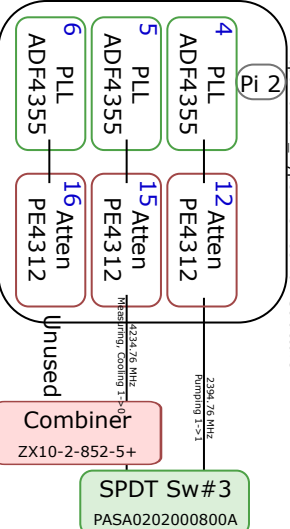 Pi 2
6
PLL
ADF4355
5
PLL
ADF4355
4
PLL
ADF4355
16
Atten
PE4312
15
Atten
PE4312
12
Atten
PE4312
Unused
4234.76 MHz
Measuring, Cooling 1->0
2394.76 MHz
Pumping 1->1
Combiner
ZX10-2-852-5+
SPDT Sw#3
PASA0202000800A